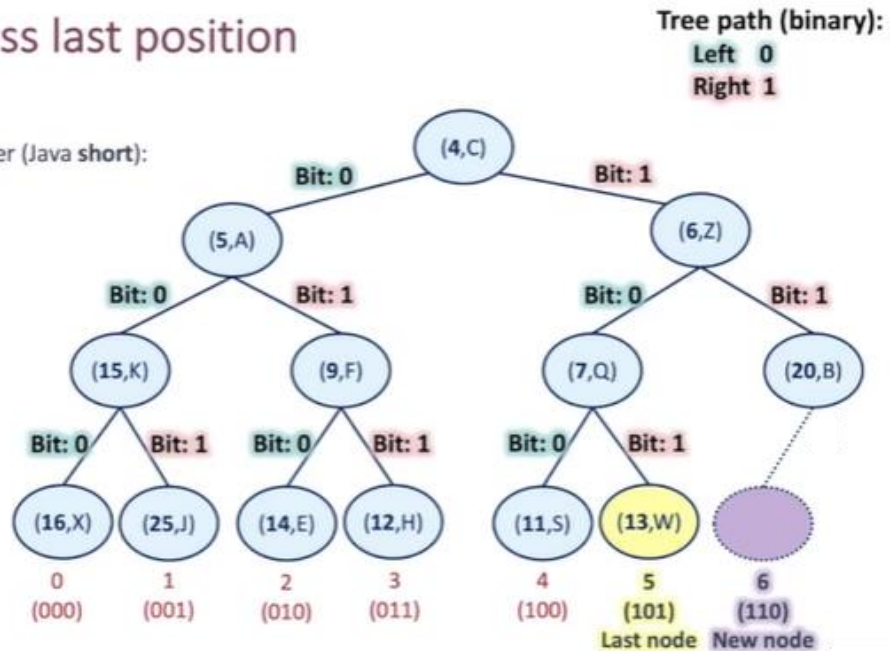 ss last position
Tree path (binary):
Left 0
Right 1
er (Java short):
(4,C)
Bit: 0
Bit: 1
(5,A)
(6,Z)
Bit: 0
Bit: 1
Bit: 0
Bit: 1
(15,K)
(9,F)
(7,Q)
(20,B)
Bit: 0
Bit: 1
Bit: 0
Bit: 1
Bit: 0
Bit: 1
(16,X)
(25,J)
(14,E)
(12,H)
(11,S)
(13,W)
0
1
2
3
4
5
6
(000)
(001)
(010)
(011)
(100)
(101)
(110)
Last node
New node